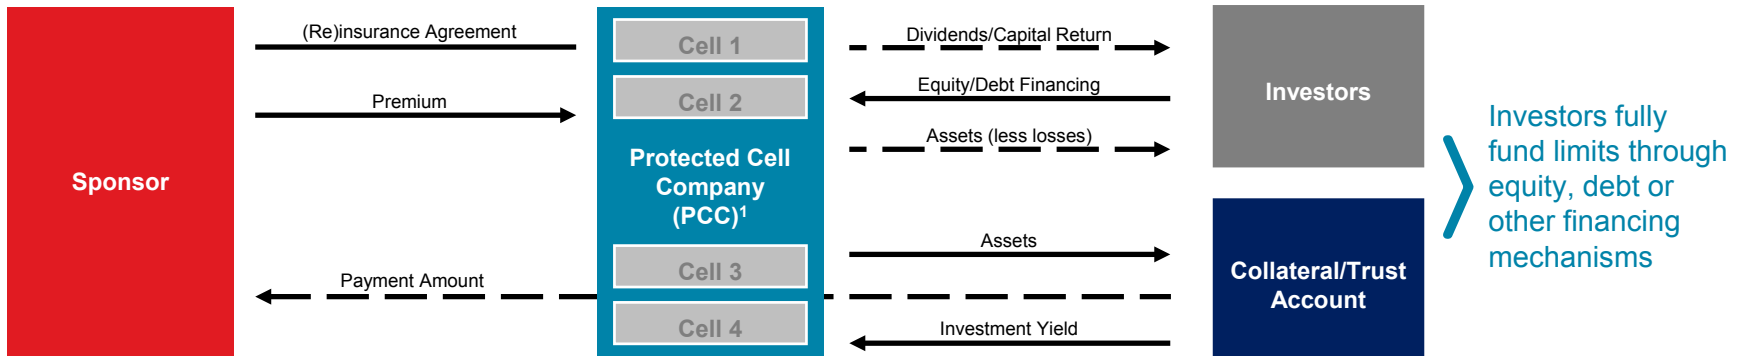 Sponsor
(Re)insurance Agreement
Premium
Payment Amount
Cell 1
Cell 2
Protected Cell
Company
(PCC)1
Cell 3
Cell 4
Dividends/Capital Return
Equity/Debt Financing
Assets (less losses)
Assets
Investment Yield
Investors
Collateral/Trust
Account
Investors fully
fund limits through
equity, debt or
other financing
mechanisms